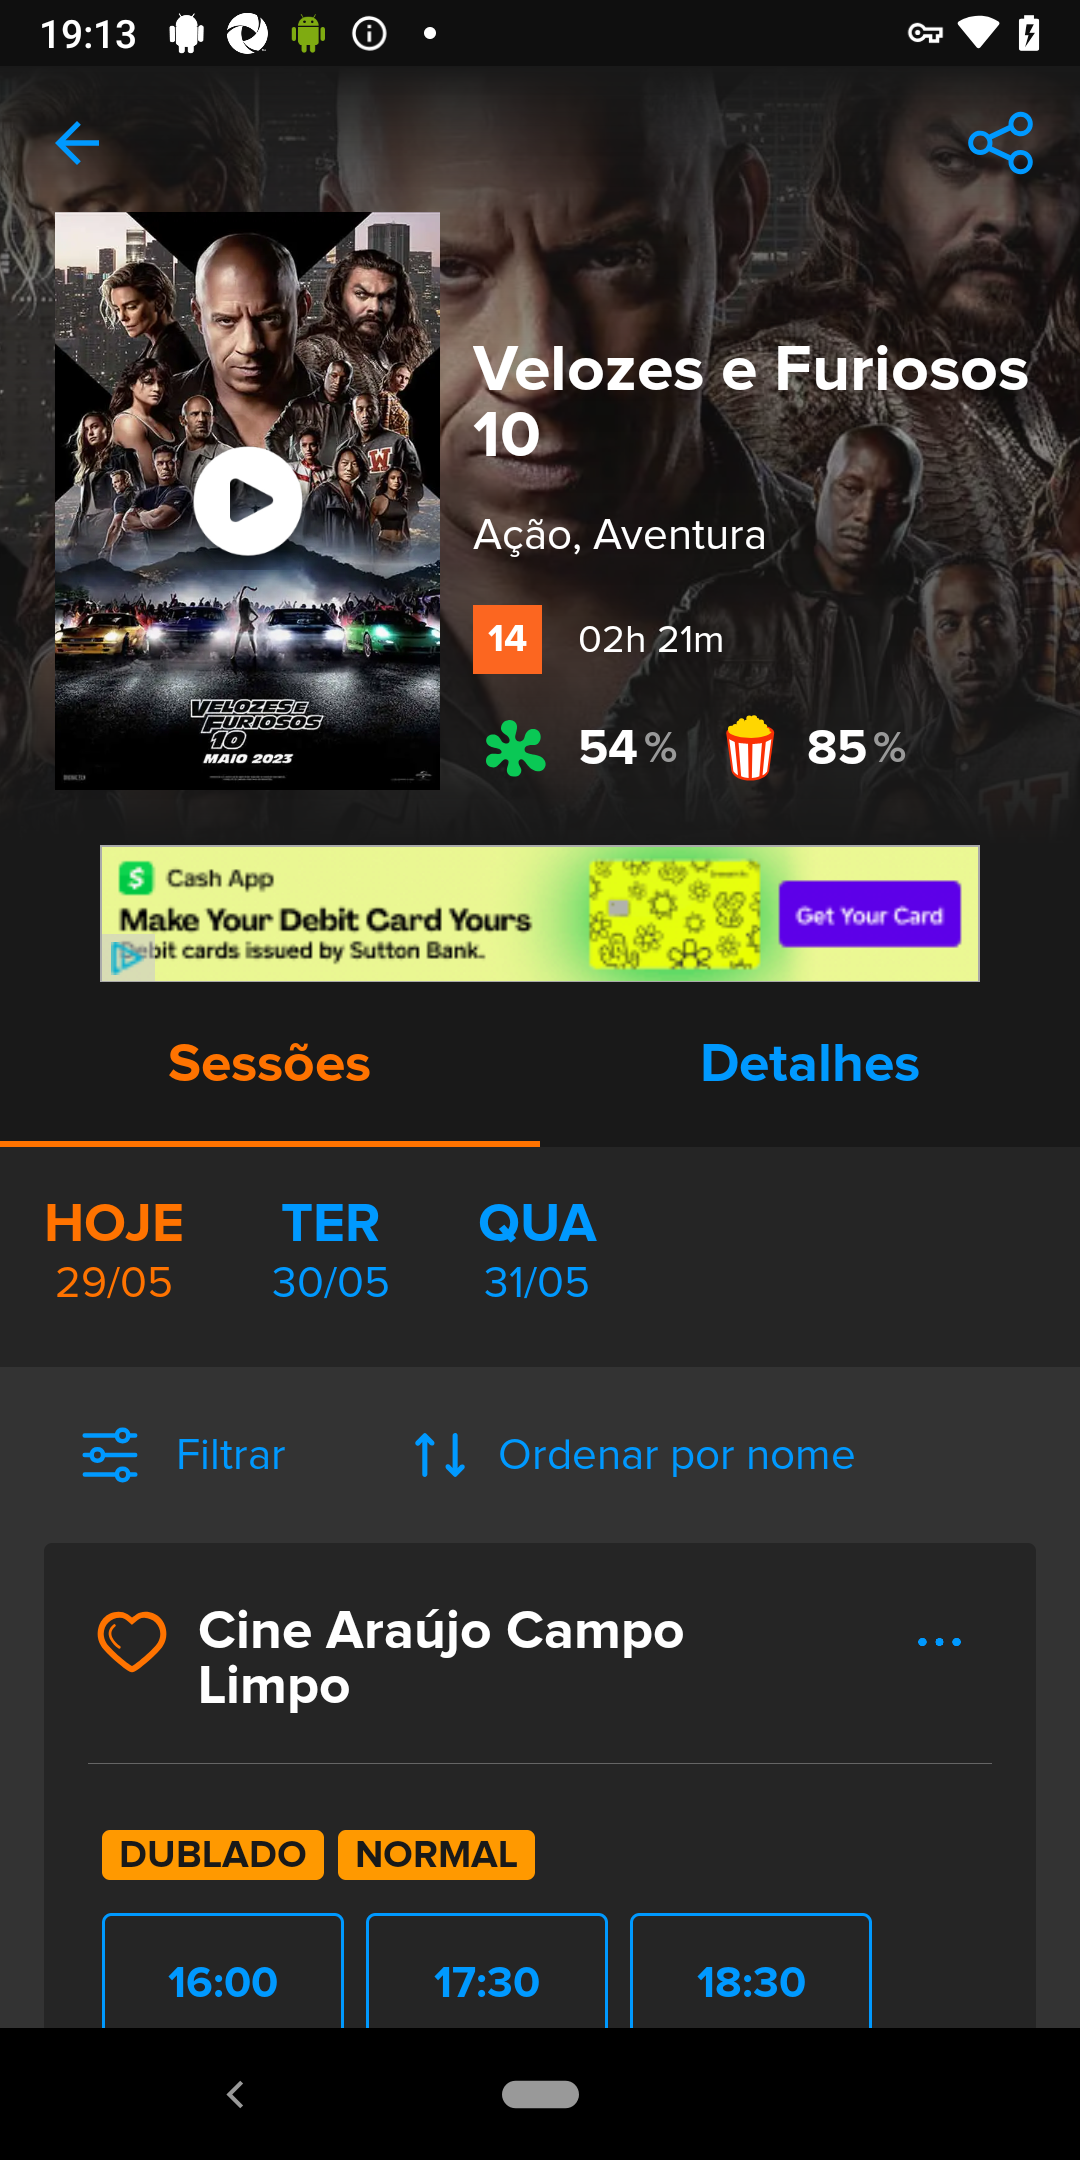 19:13
Velozes e Furiosos
10
Ação, Aventura
14 02h 21m
54 % 85 %
VELOZES E
FURIOSOS
10
MAIO 2023
W
$ Cash App
Make Your Debit Card Yours
Debit cards issued by Sutton Bank.
Get Your Card
Sessões Detalhes
HOJE TER QUA
29/05 30/05 31/05
Filtrar Ordenar por nome
Cine Araújo Campo
Limpo
...
DUBLADO NORMAL
16:00 17:30 18:30